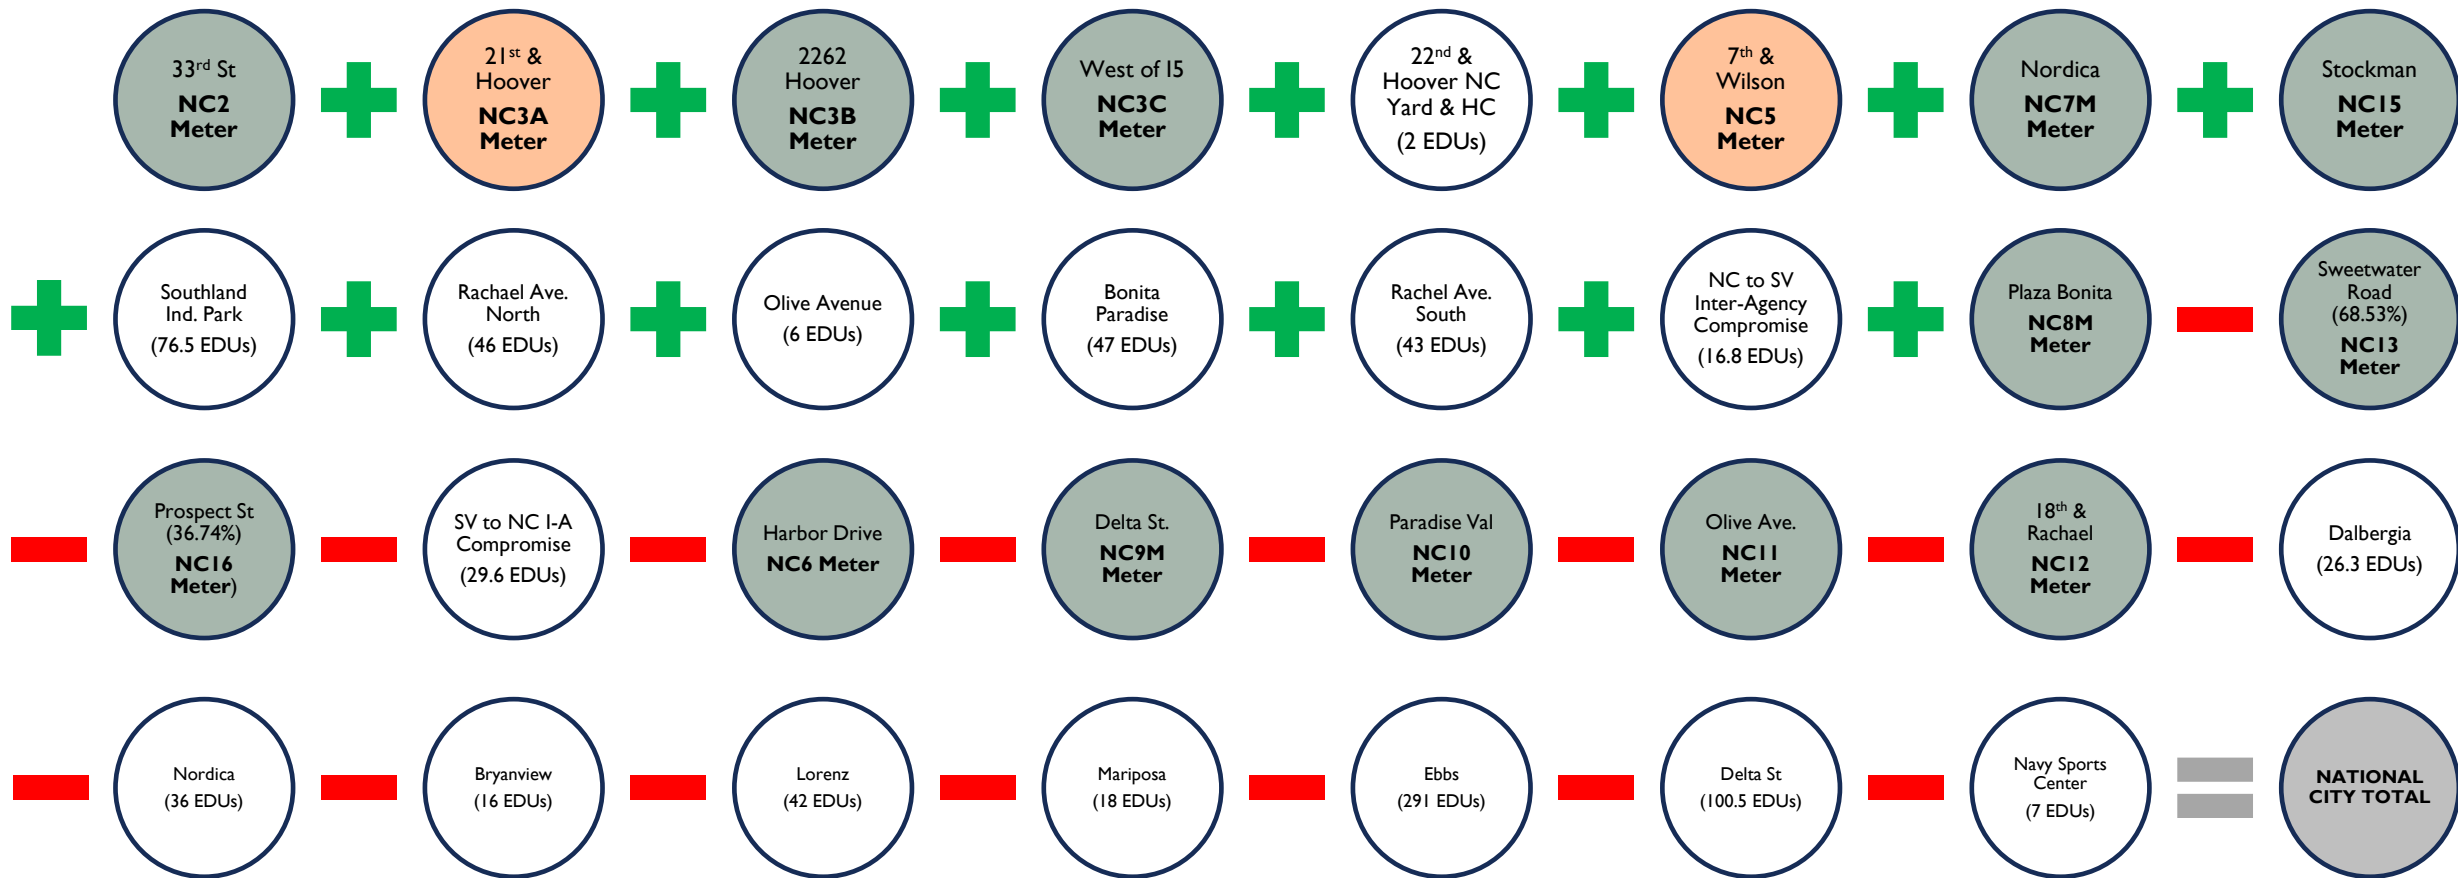 33rd St
NC2
Meter
21st &
Hoover
NC3A
Meter
2262
Hoover
NC3B
Meter
West of I5
NC3C
Meter
22nd &
Hoover NC
Yard & HC
(2 EDUs)
7th &
Wilson
NC5
Meter
Nordica
NC7M
Meter
Stockman
NC15
Meter
Southland
Ind. Park
(76.5 EDUs)
Rachael Ave.
North
(46 EDUs)
Olive Avenue
(6 EDUs)
Bonita
Paradise
(47 EDUs)
Rachel Ave.
South
(43 EDUs)
NC to SV
Inter-Agency
Compromise
(16.8 EDUs)
Plaza Bonita
NC8M
Meter
Sweetwater
Road
(68.53%)
NC13
Meter
Prospect St
(36.74%)
NC16
Meter)
SV to NC I-A
Compromise
(29.6 EDUs)
Harbor Drive
NC6 Meter
Delta St.
NC9M
Meter
Paradise Val
NC10
Meter
Olive Ave.
NC11
Meter
18th &
Rachael
NC12
Meter
Dalbergia
(26.3 EDUs)
Nordica
(36 EDUs)
Bryanview
(16 EDUs)
Lorenz
(42 EDUs)
Mariposa
(18 EDUs)
Ebbs
(291 EDUs)
Delta St
(100.5 EDUs)
Navy Sports
Center
(7 EDUs)
NATIONAL
CITY TOTAL